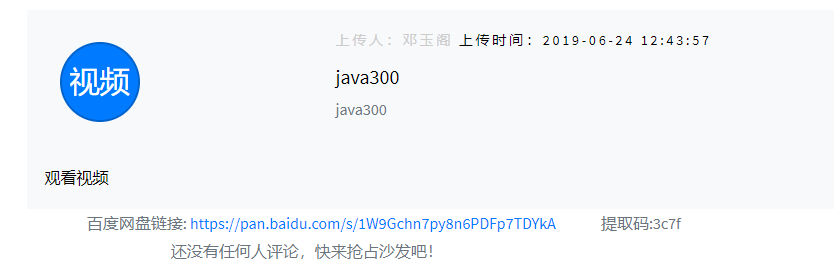 视频
上传人：邓玉阁 上传时间：2019-06-24 12:43:57
java300
java300
观看视频
百度网盘链接: https://pan.baidu.com/s/1W9Gchn7py8n6PDFp7TDYkA 提取码:3c7f
还没有任何人评论，快来抢占沙发吧！